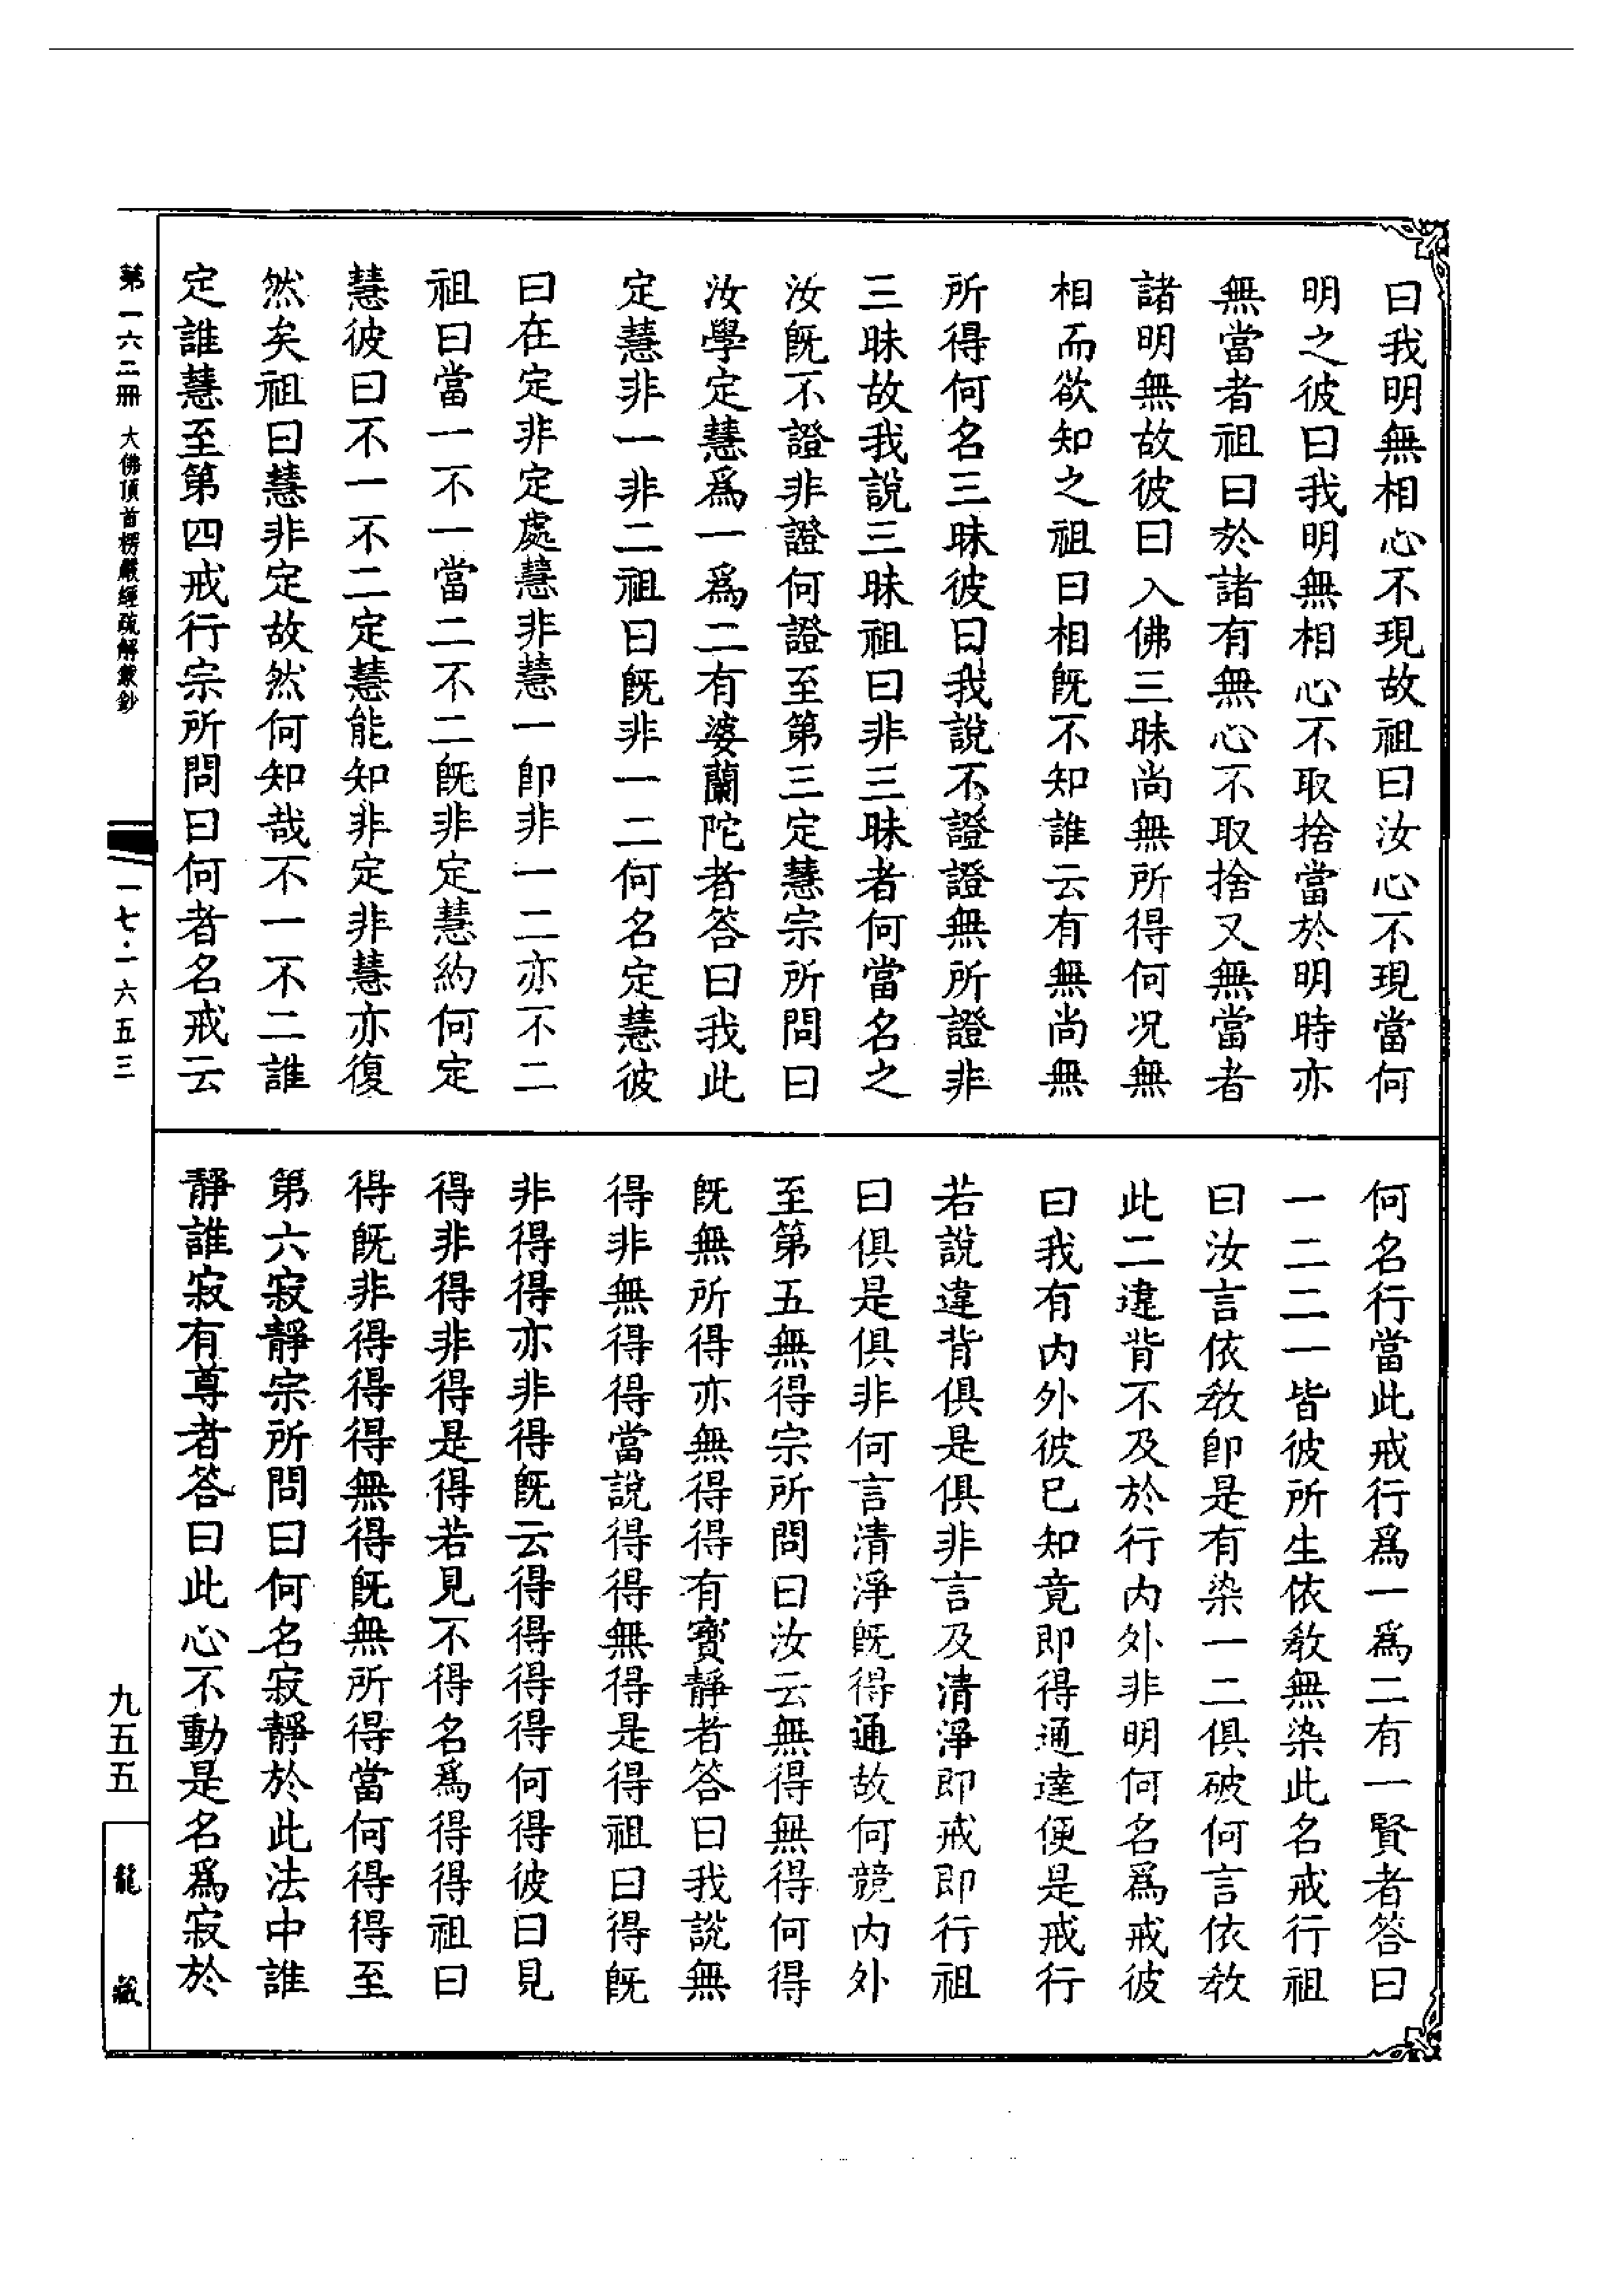 曰我明無相心不現故祖曰汝心不現當何
明之彼曰我明無相心不取捨當於明時亦
無當者祖曰於諸有無心不取捨又無當者
諸明無故彼曰入佛三昧尚無所得何况無
相而欲知之祖曰相旣不知誰云有無尚無
所得何名三昧彼曰我說不證證無所證非
三昧故我說三昧祖曰非三昧者何當名之
汝旣不證非證何證至第三定慧宗所問曰
汝學定慧爲一爲二有婆蘭陀者答曰我此
定慧非一非二祖曰旣非一二何名定慧彼
曰在定非定處慧非慧一卽非一二亦不二
祖曰當一不一當二不二旣非定慧約何定
慧彼曰不一不二定慧能知非定非慧亦復
然矣祖曰慧非定故然何知哉不一不二誰
定誰慧至第四戒行宗所問曰何者名戒云
何名行當此戒行爲一爲二有一賢者答曰
一二二一皆彼所生依敎無染此名戒行祖
曰汝言依敎卽是有染一二俱破何言依敎
此二違背不及於行內外非明何名爲戒彼
曰我有內外彼已知竟即得通達便是戒行
若說違背俱是俱非言及清淨即戒即行祖
曰俱是俱非何言清淨旣得通故何競內外
至第五無得宗所問曰汝云無得無得何得
旣無所得亦無得得有寶靜者答曰我說無
得非無得得當說得得無得是得祖曰得旣
非得得亦非得旣云得得得何得彼曰見
得非得非得是得若見不得名爲得得祖曰
得旣非得得得無得旣無所得當何得得至
第六寂靜宗所問曰何名寂靜於此法中誰
靜誰寂有尊者答曰此心不動是名爲寂於
第一六二冊 大佛頂首楞嚴經疏解蒙鈔
一七·一六五三
九五五
龍藏